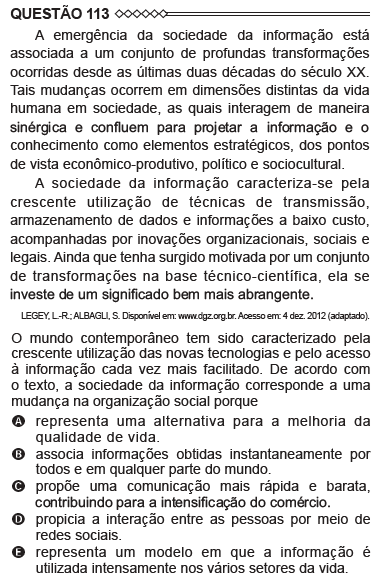 QUESTÃO 113
A emergência da sociedade da informação está
associada a um conjunto de profundas transformações
ocorridas desde as últimas duas décadas do século XX.
Tais mudanças ocorrem em dimensões distintas da vida
humana em sociedade, as quais interagem de maneira
sinérgica e confluem para projetar a informação e o
conhecimento como elementos estratégicos, dos pontos
de vista econômico-produtivo, político e sociocultural.
A sociedade da informação caracteriza-se pela
crescente utilização de técnicas de transmissão,
armazenamento de dados e informações a baixo custo,
acompanhadas por inovações organizacionais, sociais e
legais. Ainda que tenha surgido motivada por um conjunto
de transformações na base técnico-científica, ela se
investe de um significado bem mais abrangente.
LEGEY, L.-R.; ALBAGLI, S. Disponível em: www.dgz.org.br. Acesso em: 4 dez. 2012 (adaptado).
O mundo contemporâneo tem sido caracterizado pela
crescente utilização das novas tecnologias e pelo acesso
à informação cada vez mais facilitado. De acordo com
o texto, a sociedade da informação corresponde a uma
mudança na organização social porque
A representa uma alternativa para a melhoria da
qualidade de vida.
B associa informações obtidas instantaneamente por
todos e em qualquer parte do mundo.
C propõe uma comunicação mais rápida e barata,
contribuindo para a intensificação do comércio.
D propicia a interação entre as pessoas por meio de
redes sociais.
E representa um modelo em que a informação é
utilizada intensamente nos vários setores da vida.